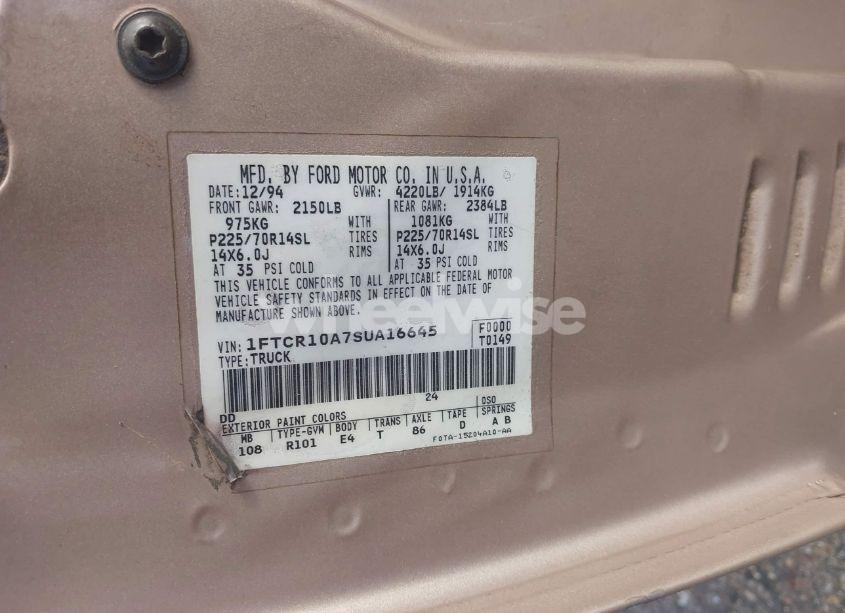 MFD. BY FORD MOTOR CO. IN U.S.A.
DATE: 12/94 GVWR: 4220LB/ 1914KG
FRONT GAWR: 2150LB REAR GAWR: 2384LB
975KG WITH 1081KG WITH
P225/70R14SL TIRES P225/70R14SL TIRES
14X6.0J RIMS 14X6.0J RIMS
AT 35 PSI COLD AT 35 PSI COLD
THIS VEHICLE CONFORMS TO ALL APPLICABLE FEDERAL MOTOR
VEHICLE SAFETY STANDARDS IN EFFECT ON THE DATE OF
MANUFACTURE SHOWN ABOVE.
wheelwise
VIN: 1FTCR10A7SUA16645 F0000
TYPE: TRUCK T0149
24
DD
EXTERIOR PAINT COLORS DSO
MB TYPE-GVM BODY TRANS AXLE TAPE SPRINGS
108 R101 E4 T 86 D A B
F0TA-15204A10-AA